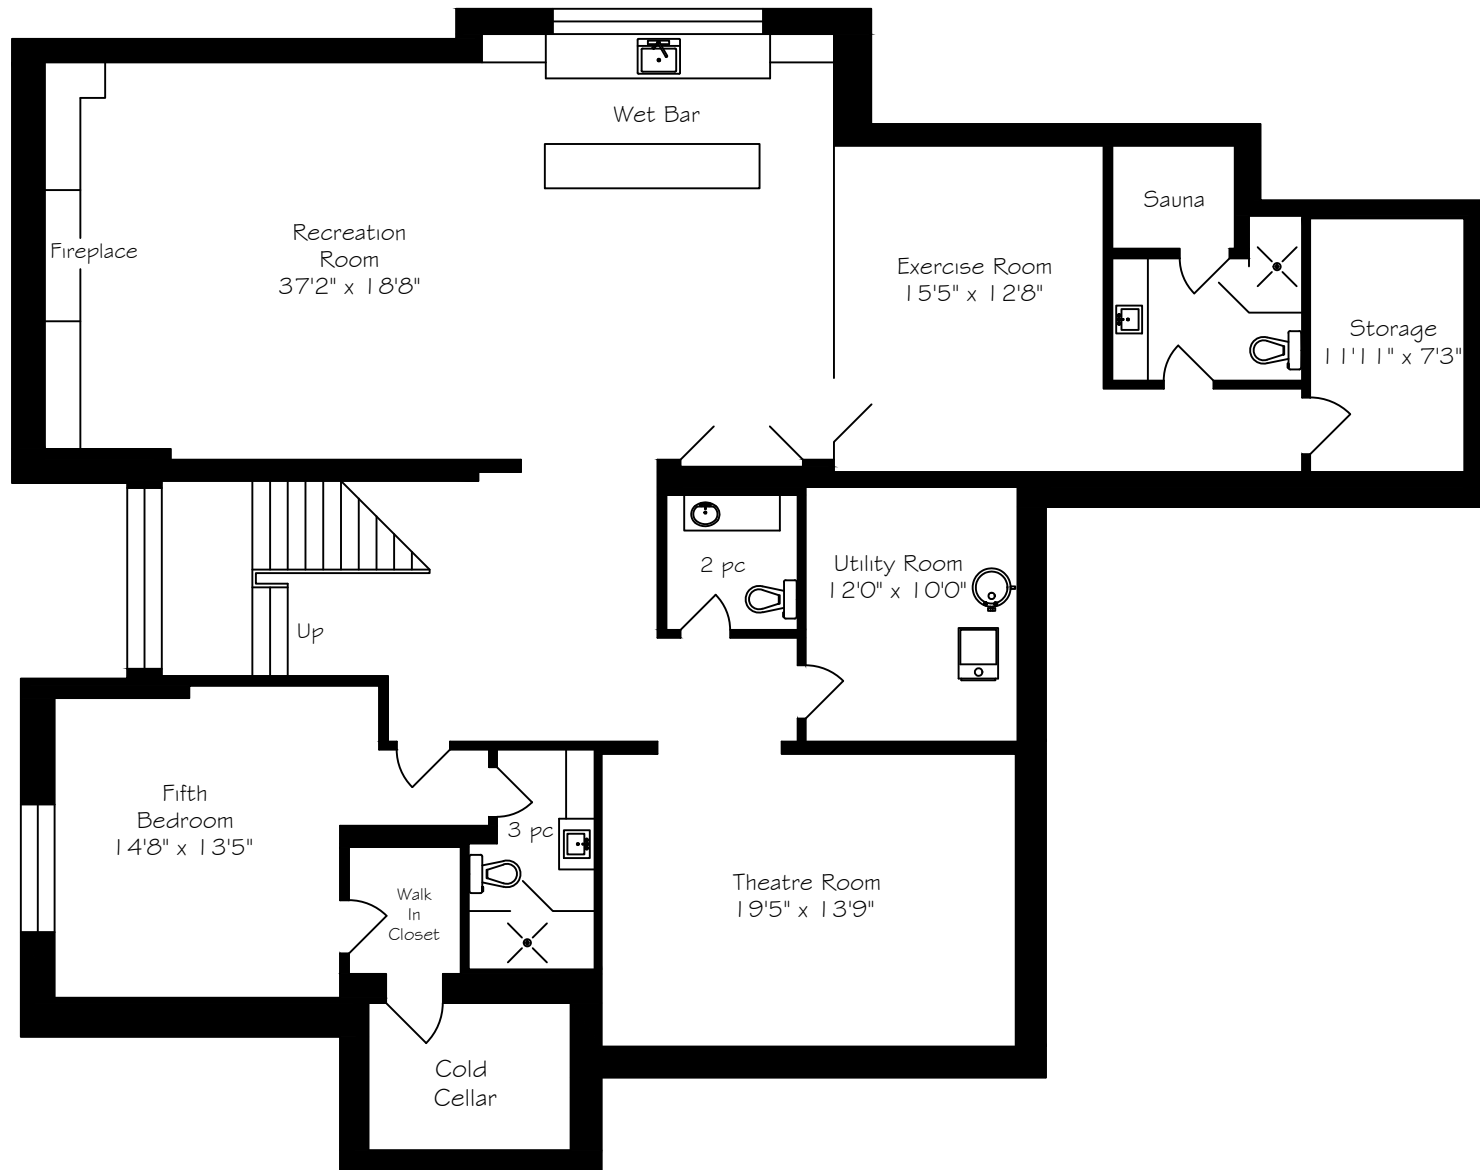 Wet Bar
Sauna
Recreation
Room
37'2" x 18'8"
Fireplace
Exercise Room
15'5" x 12'8"
Storage
11'11" x 7'3"
2 pc
Utility Room
12'0" x 10'0"
Up
Fifth
Bedroom
14'8" x 13'5"
3 pc
Walk
In
Closet
Theatre Room
19'5" x 13'9"
Cold
Cellar